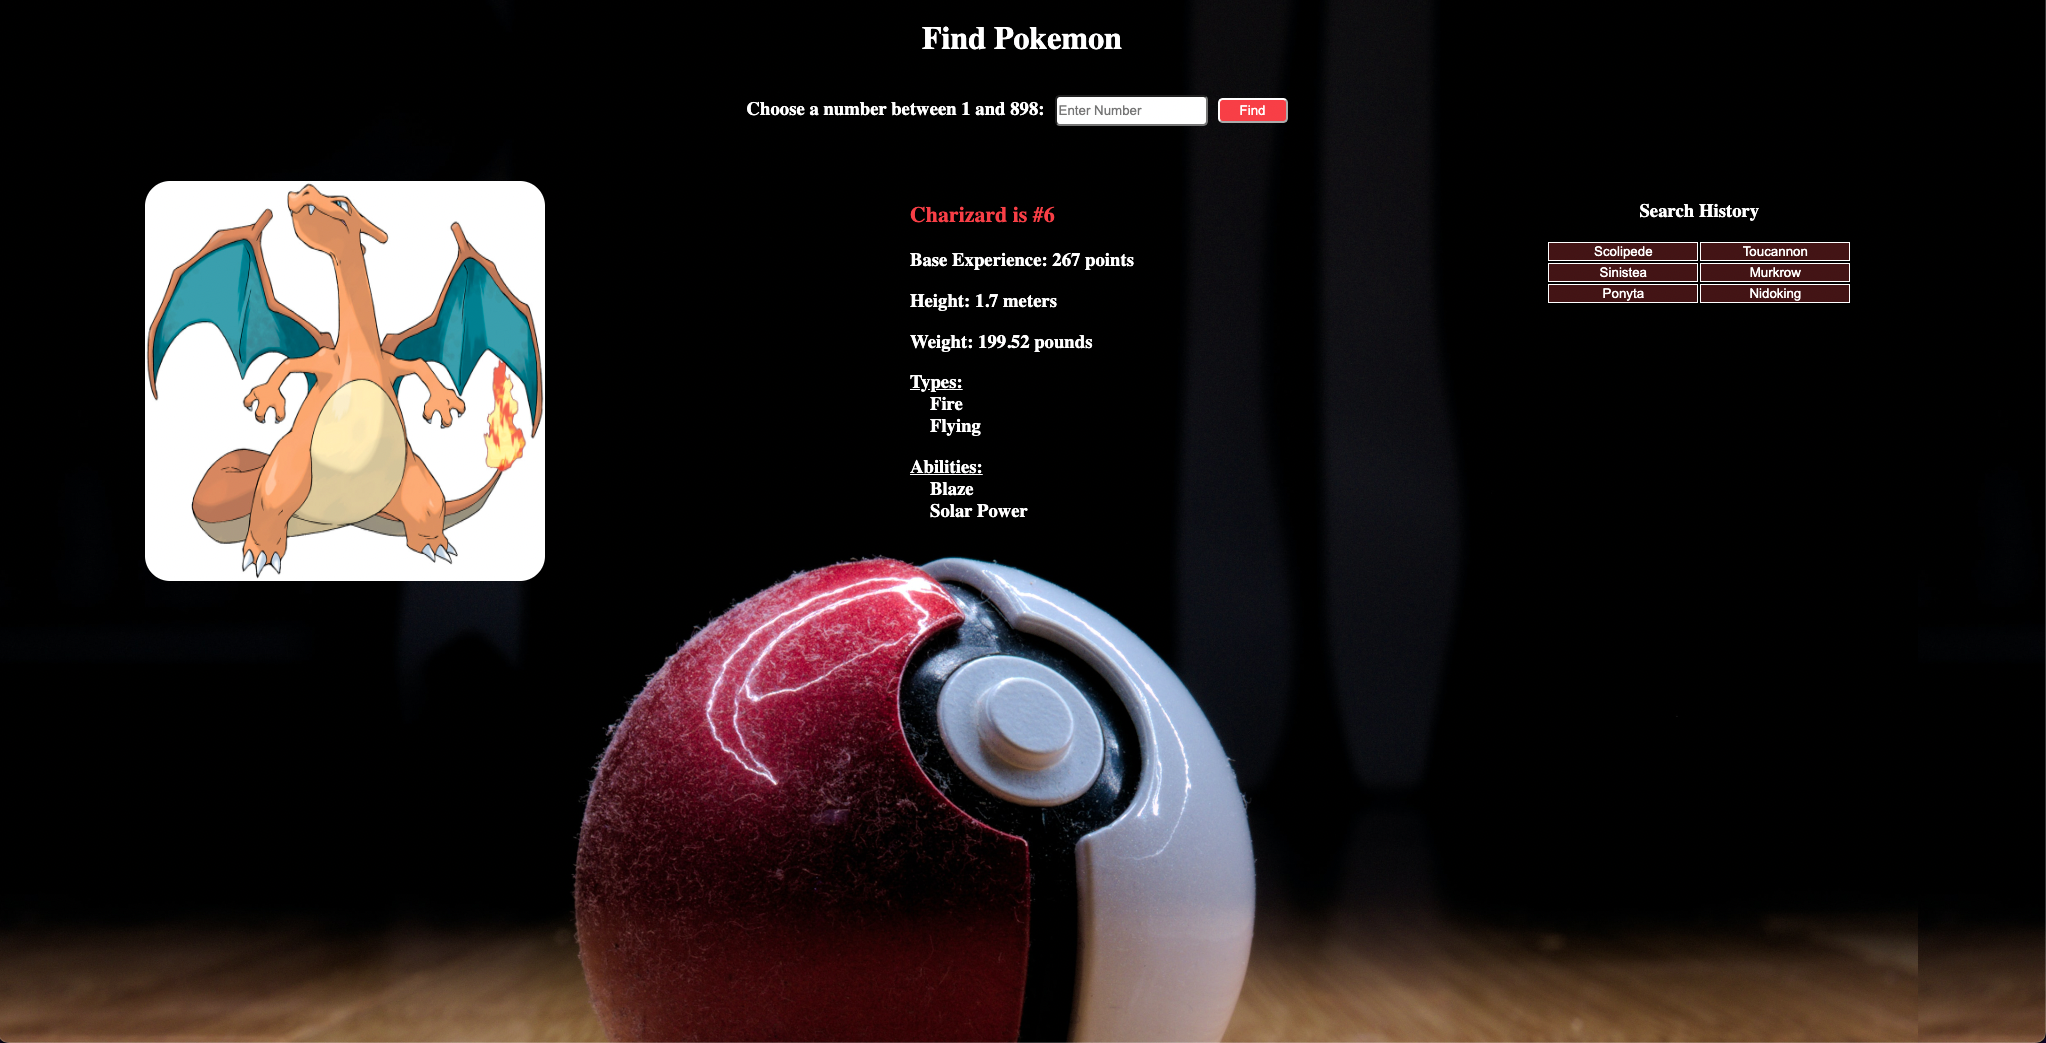 Find Pokemon
Choose a number between 1 and 898: Enter Number Find
Charizard is #6
Base Experience: 267 points
Height: 1.7 meters
Weight: 199.52 pounds
Types:
Fire
Flying
Abilities:
Blaze
Solar Power
Search History
Scolipede Toucannon
Sinistea Murkrow
Ponyta Nidoking